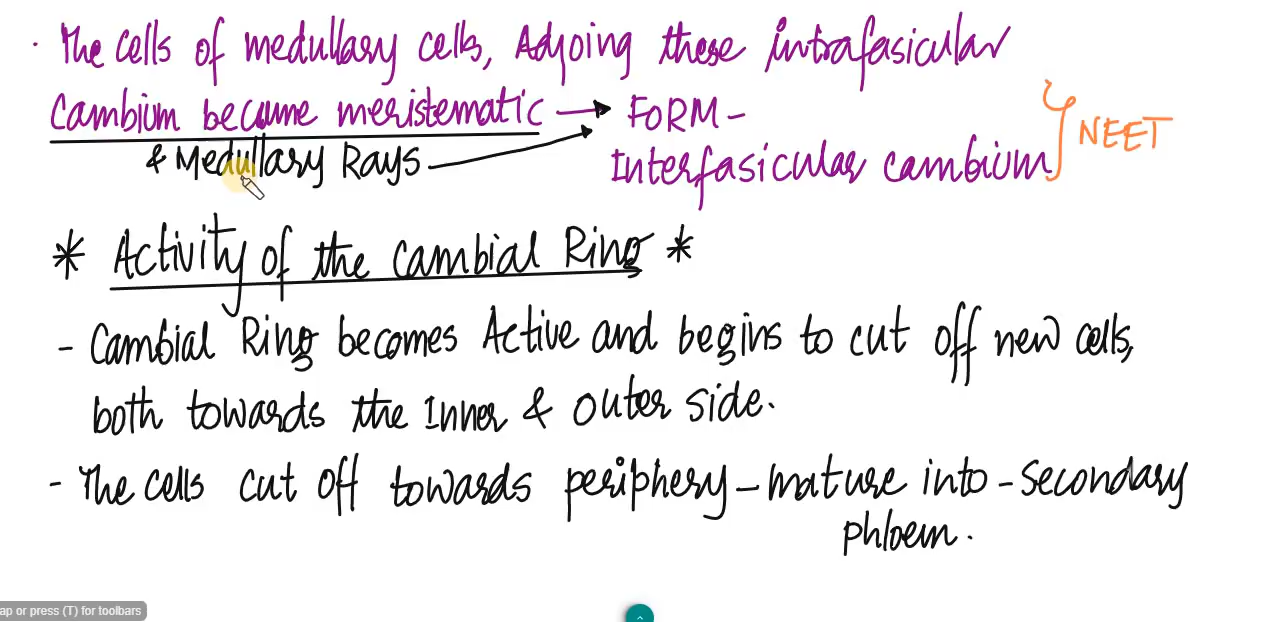 · The cells of medullary cells, Adjoing these intrafasicular
Cambium become meristematic → FORM -
& Medullary Rays → Interfasicular cambium } NEET
* Activity of the cambial Ring *
- Cambial Ring becomes Active and begins to cut off new cells,
both towards the Inner & outer side.
- The cells cut off towards periphery - mature into - secondary
phloem.
ap or press (T) for toolbars